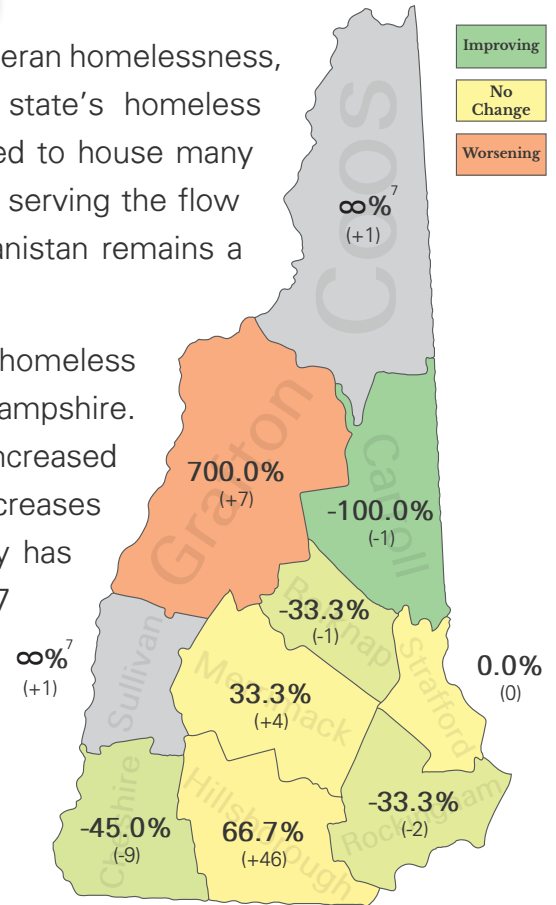 eran homelessness,
state's homeless
ed to house many
serving the flow
anistan remains a
homeless
ampshire.
ncreased
creases
y has
7
Improving
No
Change
Worsening
Coos
∞%7
(+1)
Grafton
700.0%
(+7)
Carroll
-100.0%
(-1)
Belknap
-33.3%
(-1)
Sullivan
∞%7
(+1)
Merrimack
33.3%
(+4)
Strafford
0.0%
(0)
Cheshire
-45.0%
(-9)
Hillsborough
66.7%
(+46)
Rockingham
-33.3%
(-2)